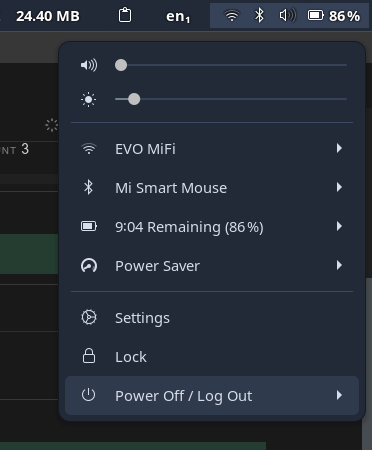 24.40 MB en₁ 86%
UNT 3
EVO MiFi
Mi Smart Mouse
9:04 Remaining (86%)
Power Saver
Settings
Lock
Power Off / Log Out